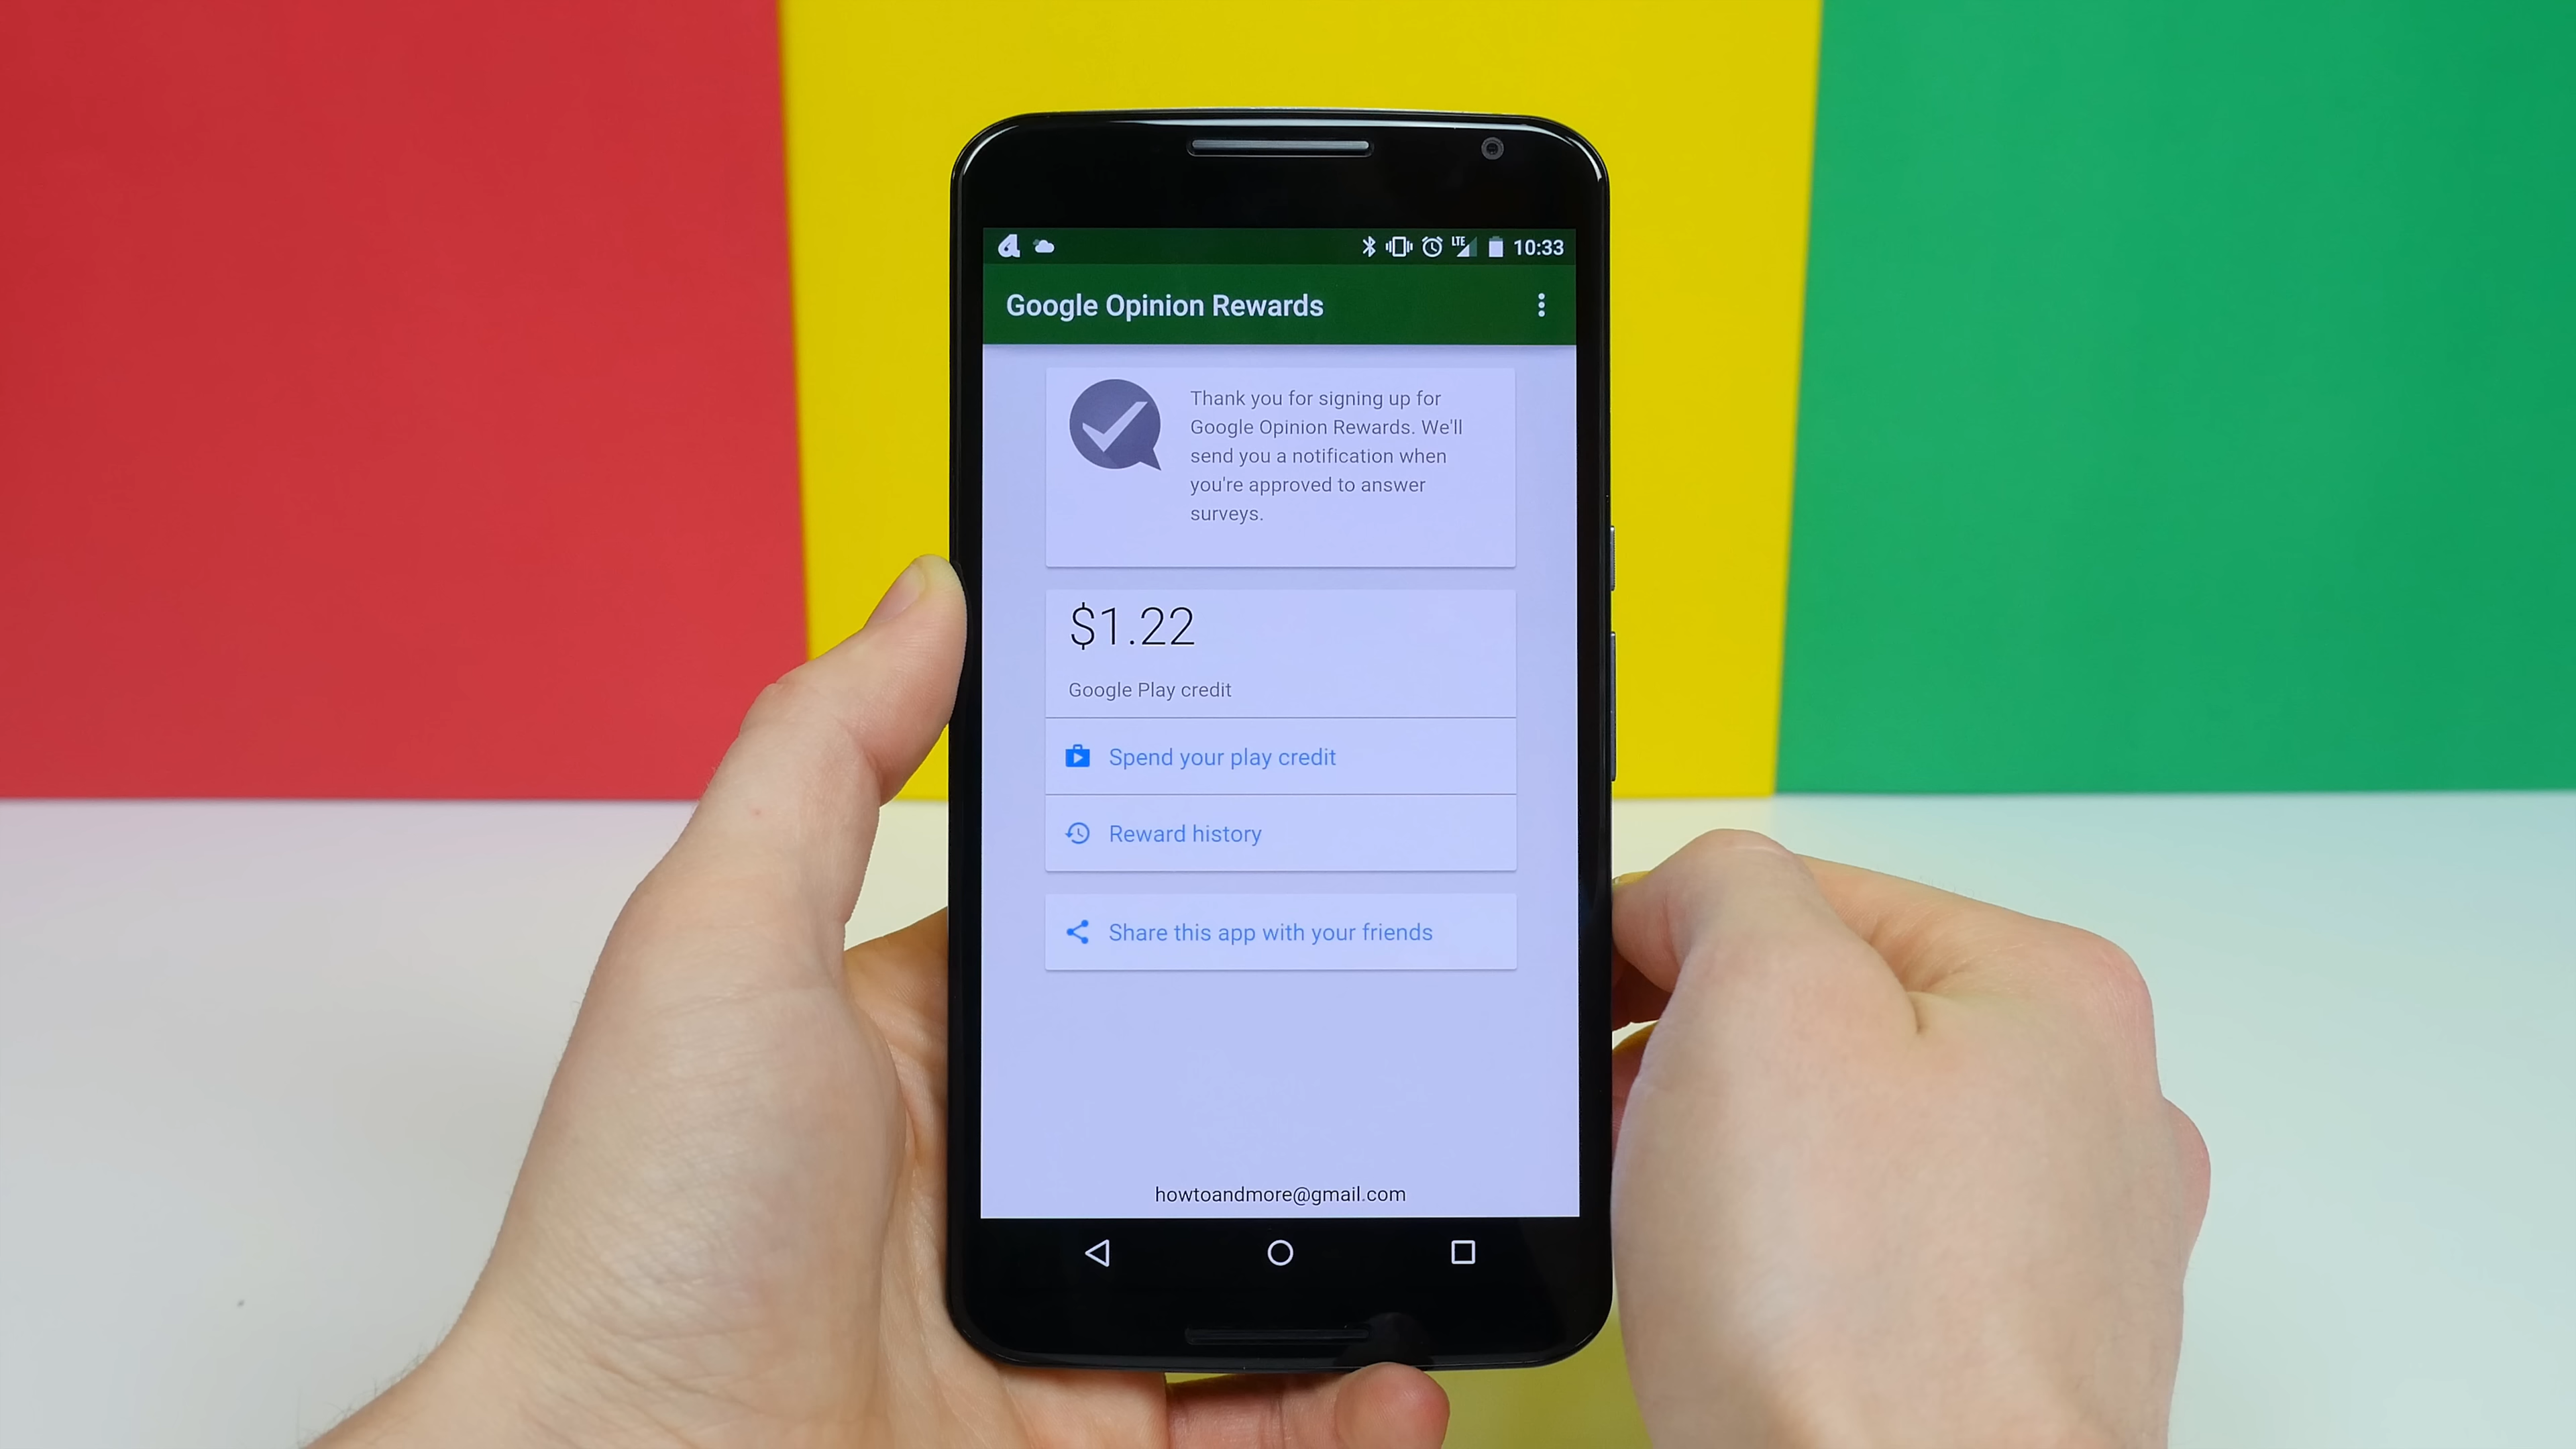 LTE 10:33
Google Opinion Rewards
Thank you for signing up for
Google Opinion Rewards. We'll
send you a notification when
you're approved to answer
surveys.
$1.22
Google Play credit
Spend your play credit
Reward history
Share this app with your friends
howtoandmore@gmail.com